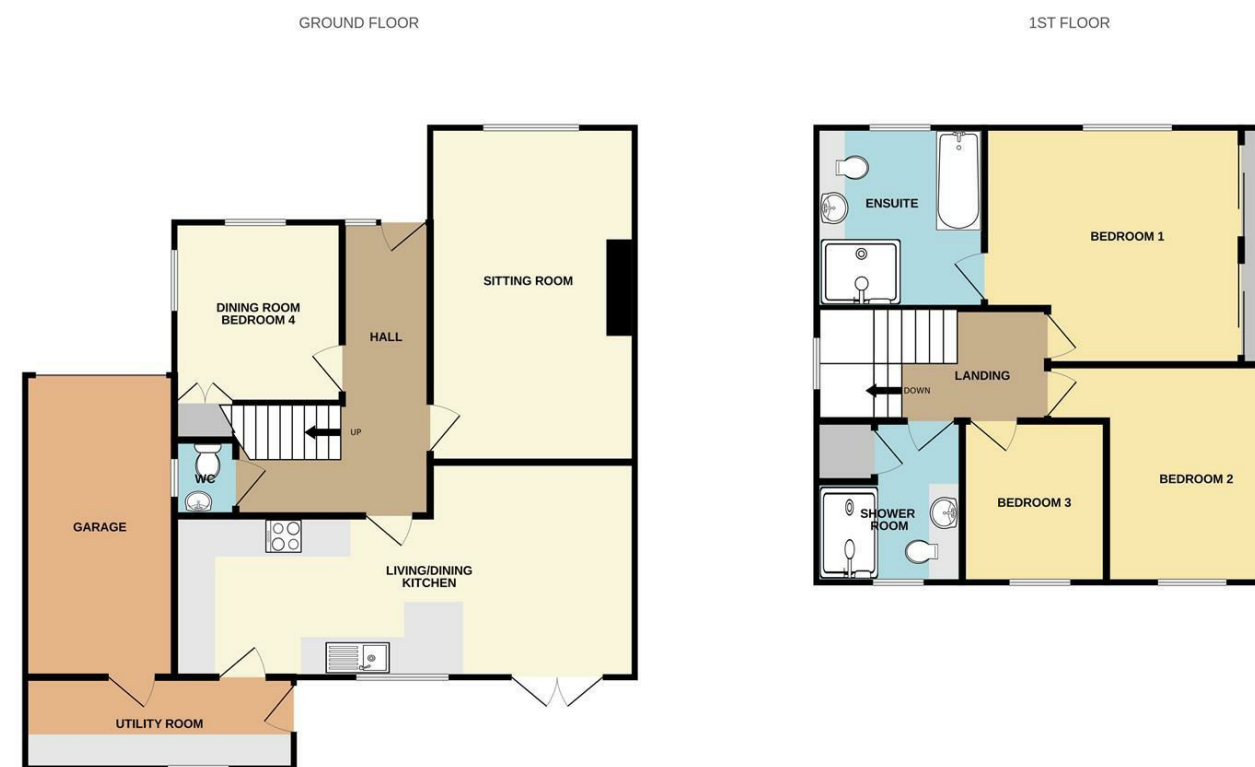 GROUND FLOOR
1ST FLOOR
SITTING ROOM
DINING ROOM
BEDROOM 4
HALL
UP
WC
GARAGE
LIVING/DINING
KITCHEN
UTILITY ROOM
ENSUITE
BEDROOM 1
LANDING
DOWN
BEDROOM 2
BEDROOM 3
SHOWER
ROOM